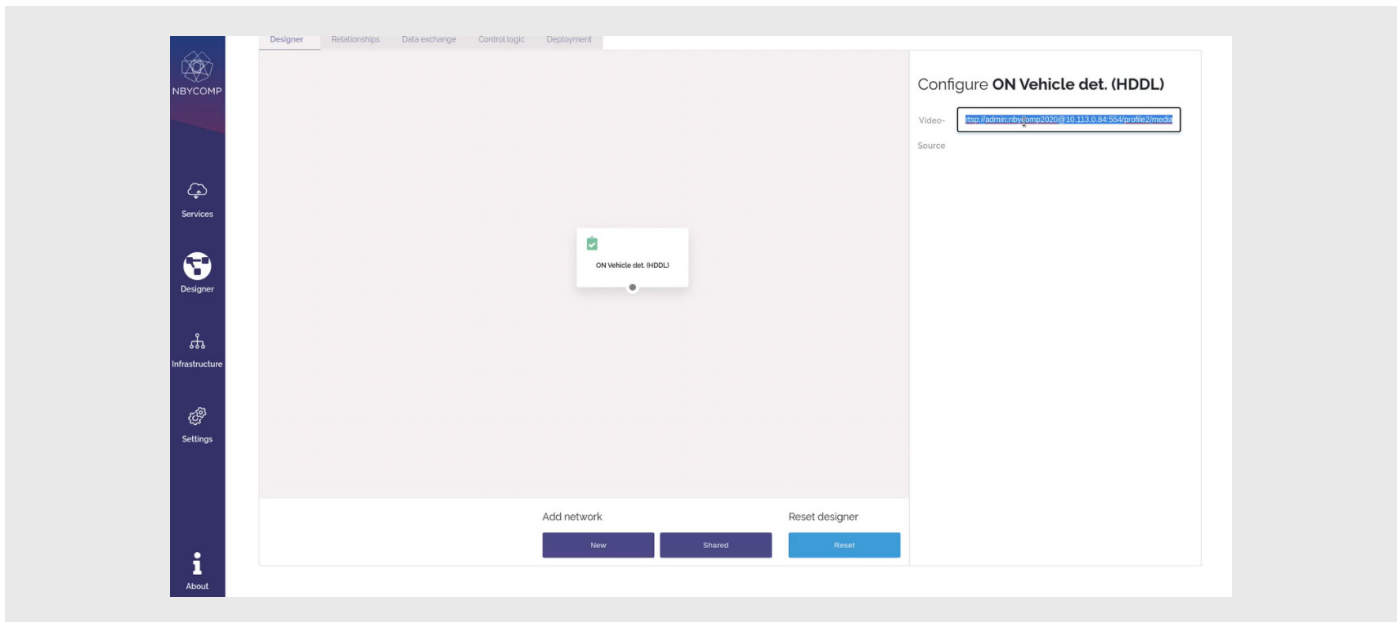 Designer Relationships Data exchange Control logic Deployment
NBYCOMP
Services
Designer
Infrastructure
Settings
About
ON Vehicle det. (HDDL)
Add network
New Shared
Reset designer
Reset
Configure ON Vehicle det. (HDDL)
Video-
Source
rtsp://admin:nbycomp2020@10.113.0.84:554/profile2/media